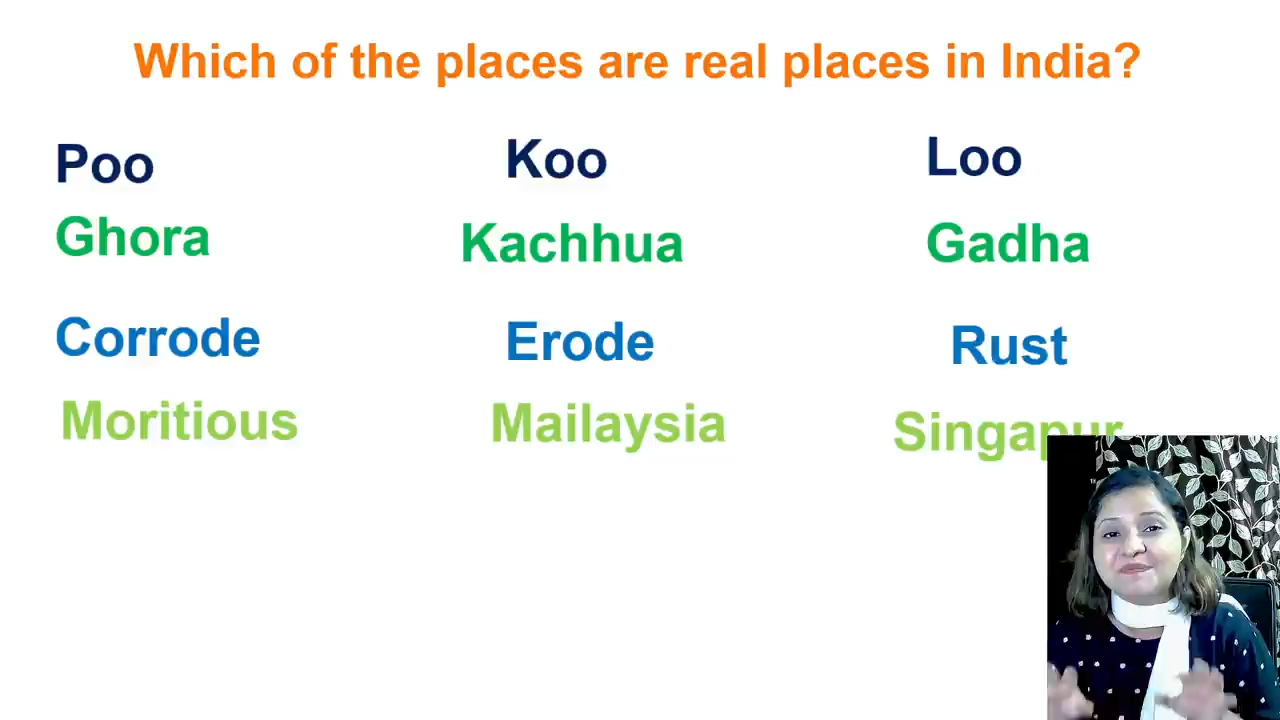 Which of the places are real places in India?
Poo Koo Loo
Ghora Kachhua Gadha
Corrode Erode Rust
Moritious Mailaysia Singapur